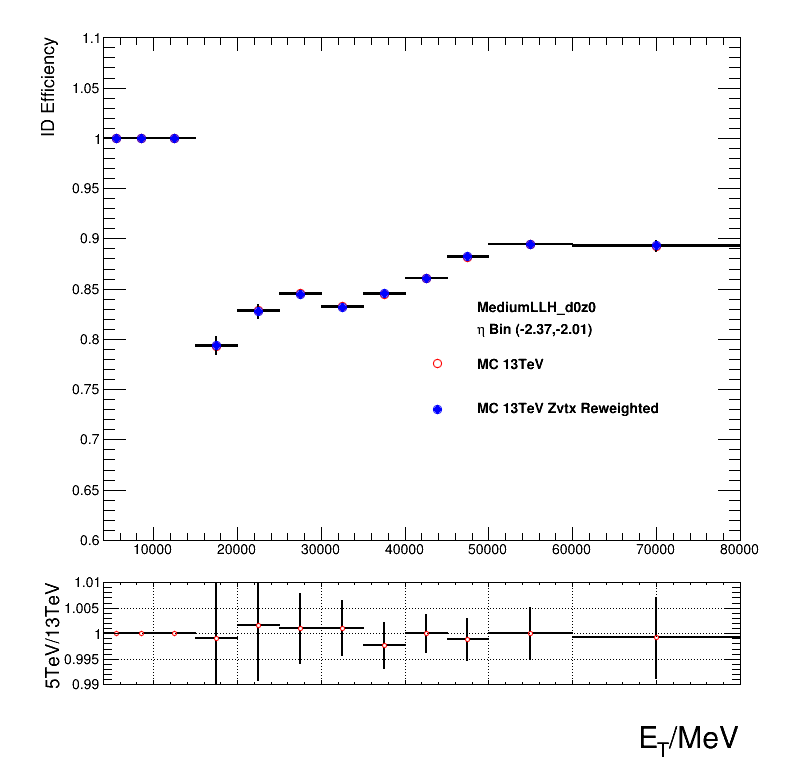 ID Efficiency
1.1
1.05
1
0.95
0.9
0.85
0.8
0.75
0.7
0.65
0.6
MediumLLH_d0z0
η Bin (-2.37,-2.01)
MC 13TeV
MC 13TeV Zvtx Reweighted
10000 20000 30000 40000 50000 60000 70000 80000
5TeV/13TeV
1.01
1.005
1
0.995
0.99
E_T/MeV